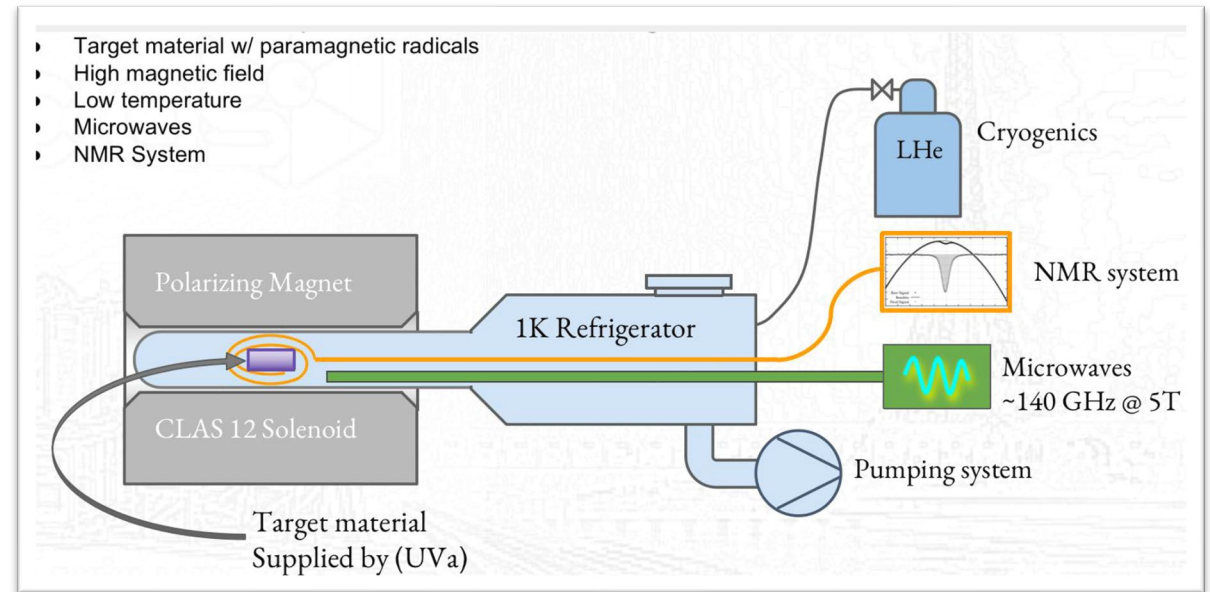 Target material w/ paramagnetic radicals
High magnetic field
Low temperature
Microwaves
NMR System
LHe
Cryogenics
Polarizing Magnet
NMR system
1K Refrigerator
Microwaves
~140 GHz @ 5T
CLAS 12 Solenoid
Pumping system
Target material
Supplied by (UVa)